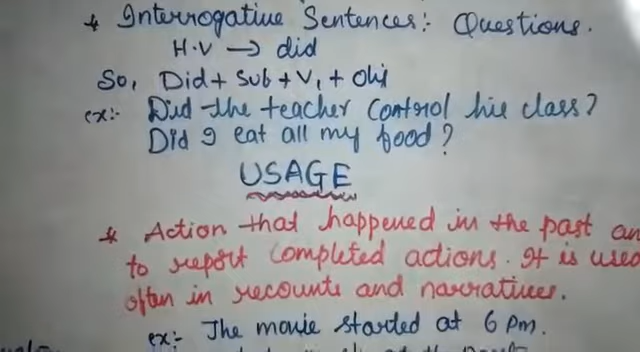 * Interrogative Sentences: Questions.
H.V → did
So, Did + Sub + V₁ + Obj
ex:- Did the teacher control his class?
Did I eat all my food?
USAGE
* Action that happened in the past an
to report completed actions. It is used
often in recounts and narratives.
ex:- The movie started at 6 pm.